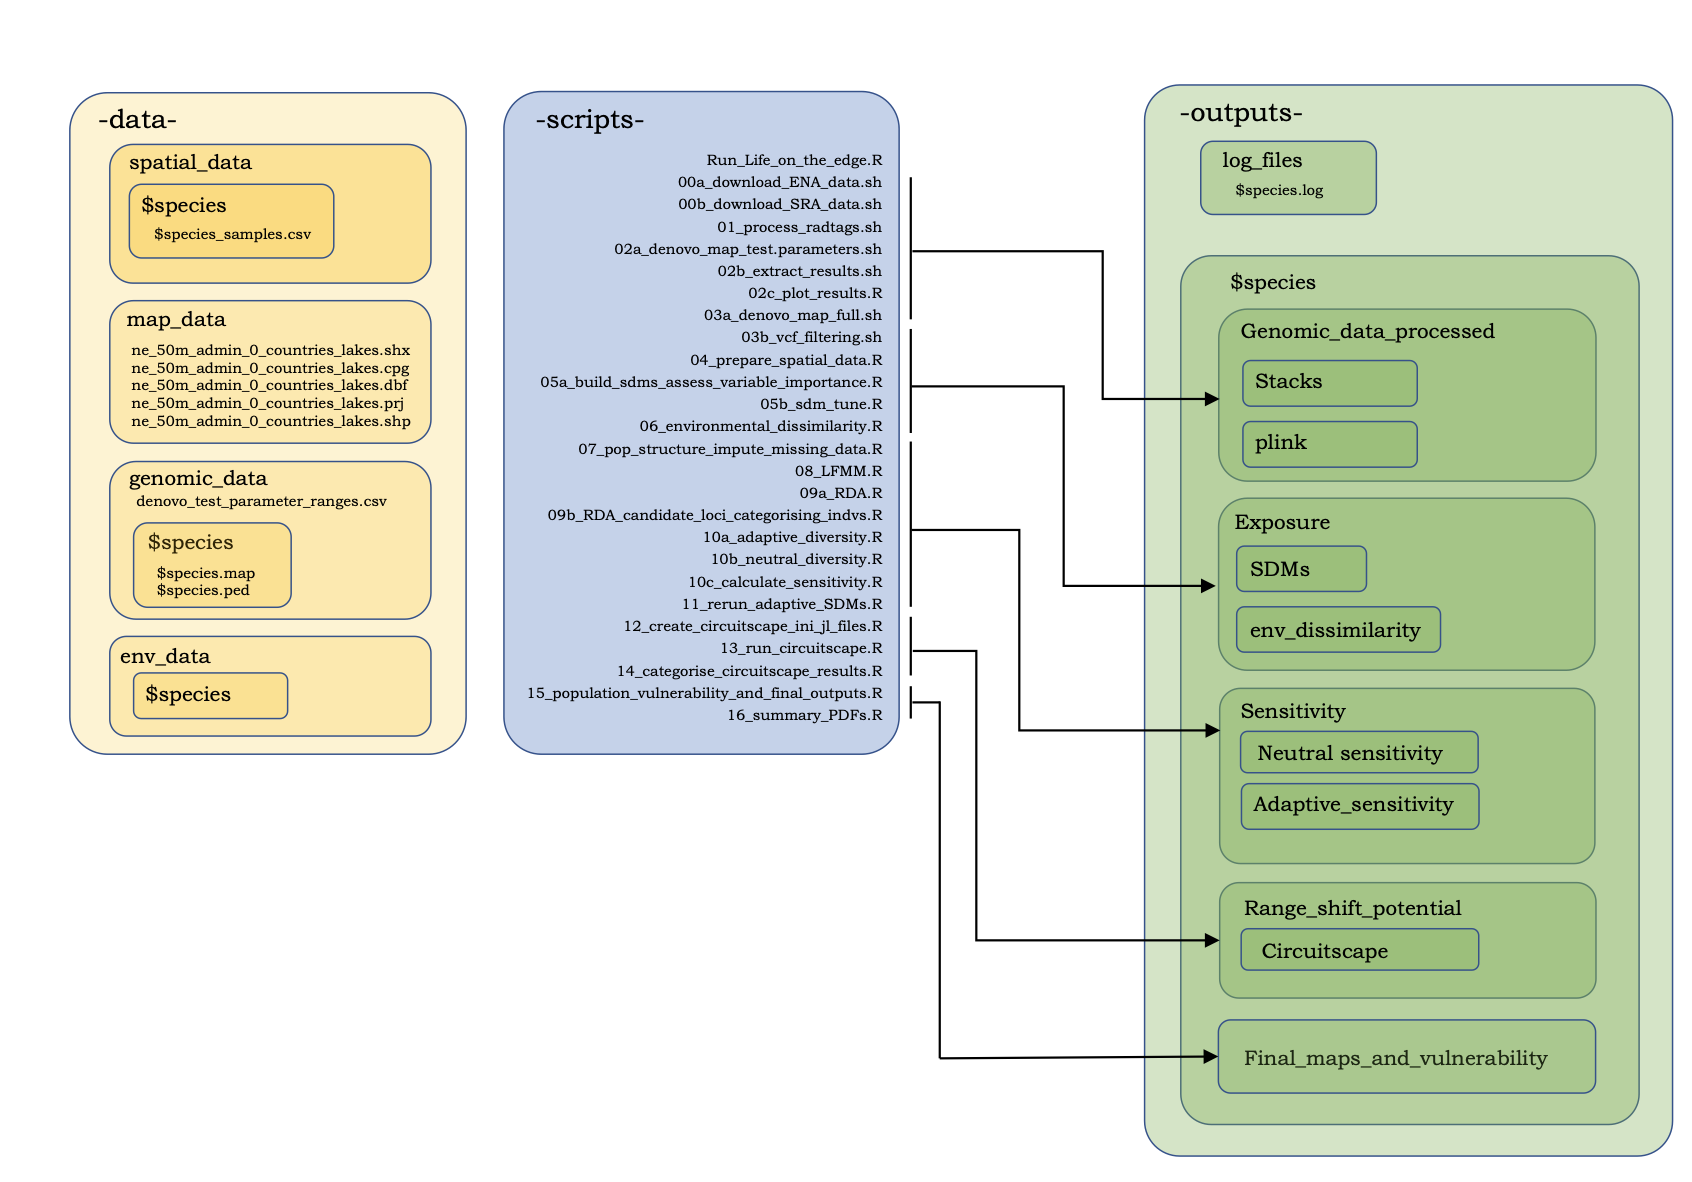 -data-
spatial_data
$species
$species_samples.csv
map_data
ne_50m_admin_0_countries_lakes.shx
ne_50m_admin_0_countries_lakes.cpg
ne_50m_admin_0_countries_lakes.dbf
ne_50m_admin_0_countries_lakes.prj
ne_50m_admin_0_countries_lakes.shp
genomic_data
denovo_test_parameter_ranges.csv
$species
$species.map
$species.ped
env_data
$species
-scripts-
Run_Life_on_the_edge.R
00a_download_ENA_data.sh
00b_download_SRA_data.sh
01_process_radtags.sh
02a_denovo_map_test.parameters.sh
02b_extract_results.sh
02c_plot_results.R
03a_denovo_map_full.sh
03b_vcf_filtering.sh
04_prepare_spatial_data.R
05a_build_sdms_assess_variable_importance.R
05b_sdm_tune.R
06_environmental_dissimilarity.R
07_pop_structure_impute_missing_data.R
08_LFMM.R
09a_RDA.R
09b_RDA_candidate_loci_categorising_indvs.R
10a_adaptive_diversity.R
10b_neutral_diversity.R
10c_calculate_sensitivity.R
11_rerun_adaptive_SDMs.R
12_create_circuitscape_ini_jl_files.R
13_run_circuitscape.R
14_categorise_circuitscape_results.R
15_population_vulnerability_and_final_outputs.R
16_summary_PDFs.R
-outputs-
log_files
$species.log
$species
Genomic_data_processed
Stacks
plink
Exposure
SDMs
env_dissimilarity
Sensitivity
Neutral sensitivity
Adaptive_sensitivity
Range_shift_potential
Circuitscape
Final_maps_and_vulnerability